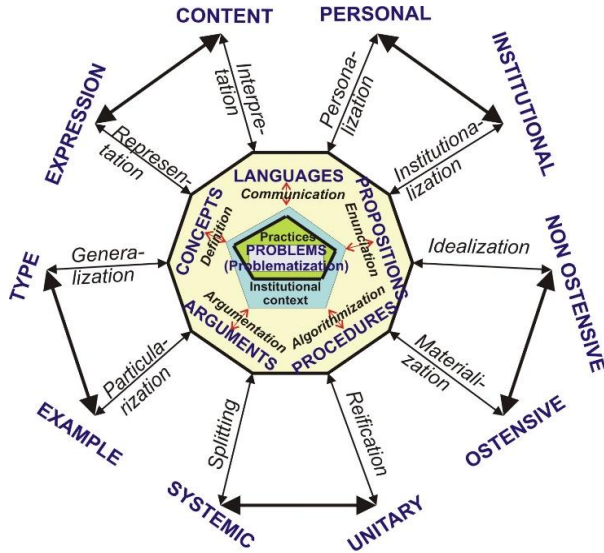 CONTENT
PERSONAL
EXPRESSION
Interpre-
tation
Persona-
lization
INSTITUTIONAL
Represen-
tation
Institutiona-
lization
LANGUAGES
Communication
CONCEPTS
Definition
Enunctation
PROPOSITIONS
Practices
PROBLEMS
(Problematization)
Institutional
context
TYPE
Genera-
lization
Idealization
NON OSTENSIVE
Argumentation
ARGUMENTS
Algorithmization
PROCEDURES
Particula-
rization
Materiali-
zation
EXAMPLE
OSTENSIVE
Splitting
Reification
SYSTEMIC
UNITARY